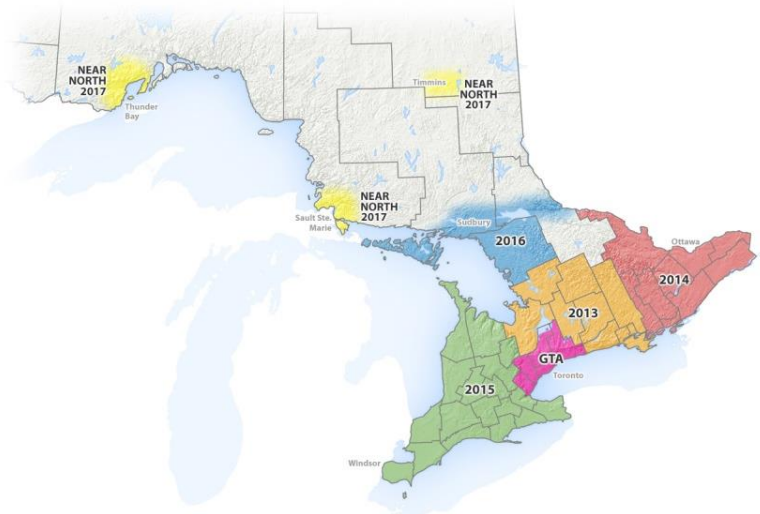 NEAR
NORTH
2017
Thunder
Bay
Timmins
NEAR
NORTH
2017
NEAR
NORTH
2017
Sault Ste.
Marie
Sudbury
2016
Ottawa
2014
2013
GTA
Toronto
2015
Windsor